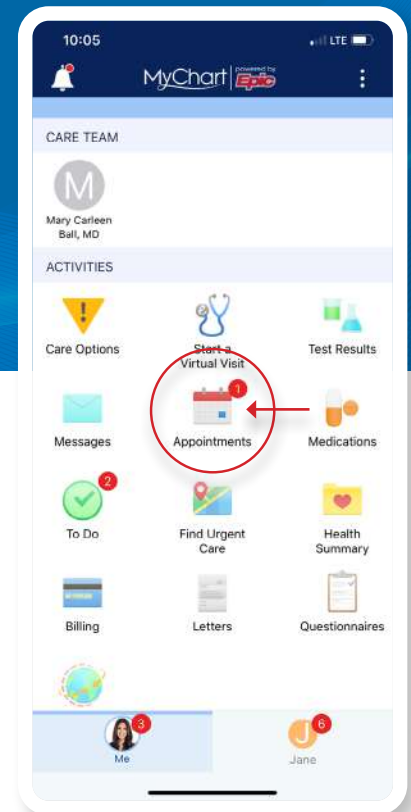 10:05
LTE
MyChart powered by Epic
CARE TEAM
M
Mary Carleen
Ball, MD
ACTIVITIES
Care Options
Start a
Virtual Visit
Test Results
Messages
1
Appointments
Medications
2
To Do
Find Urgent
Care
Health
Summary
Billing
Letters
Questionnaires
3
Me
J
6
Jane